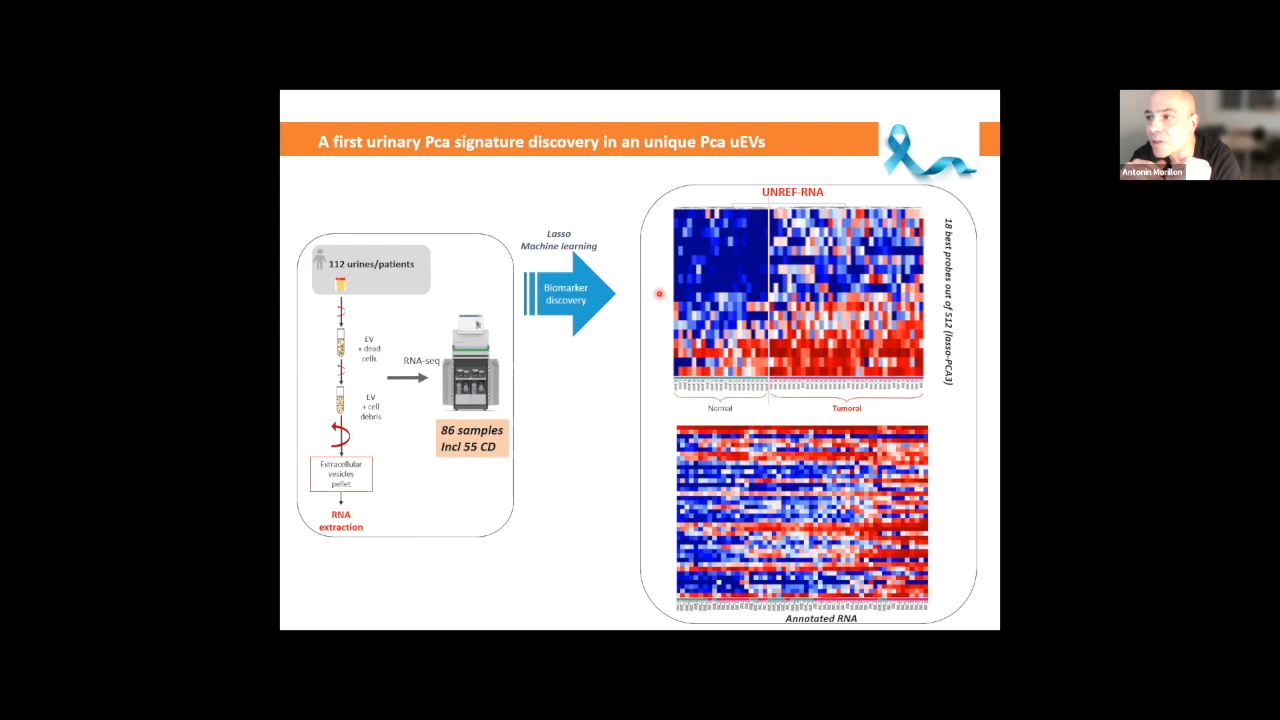 A first urinary Pca signature discovery in an unique Pca uEVs
112 urines/patients
EV
+ dead
cells
EV
+ cell
debris
Extracellular
vesicles
pellet
RNA
extraction
RNA-seq
86 samples
Incl 55 CD
Lasso
Machine learning
Biomarker
discovery
UNREF-RNA
18 best probes out of 512 (lasso-PCA3)
Normal
Tumoral
Annotated RNA
Antonin Morillon